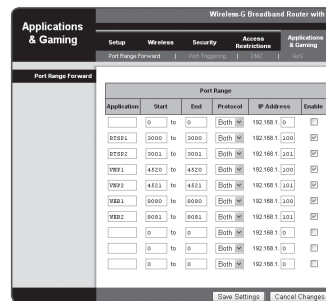 Wireless-G Broadband Router with
Applications & Gaming
Setup Wireless Security Access Restrictions Applications & Gaming
Port Range Forward | Port Triggering | DMZ | QoS
Port Range Forward
Port Range
Application Start End Protocol IP Address Enable
0 to 0 Both 192.168.1. 0
RTSP1 3000 to 3000 Both 192.168.1. 100
RTSP2 3001 to 3001 Both 192.168.1. 101
VNP1 4520 to 4520 Both 192.168.1. 100
VNP2 4521 to 4521 Both 192.168.1. 101
WEB1 8080 to 8080 Both 192.168.1. 100
WEB2 8081 to 8081 Both 192.168.1. 101
0 to 0 Both 192.168.1. 0
0 to 0 Both 192.168.1. 0
0 to 0 Both 192.168.1. 0
Save Settings Cancel Changes